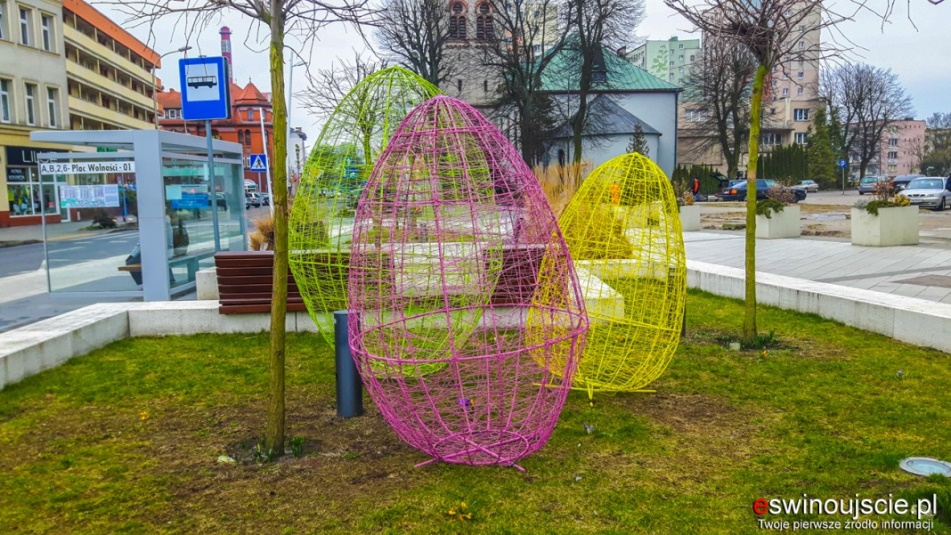 A,B,2,6- Plac Wolności - 01
eswinoujscie.pl
Twoje pierwsze źródło informacji